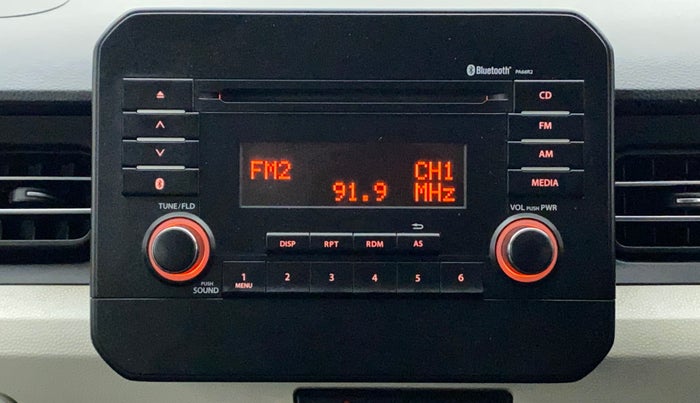 Bluetooth® PA66R2
CD
FM
AM
MEDIA
FM2 CH1
91.9 MHz
TUNE/FLD
VOL PUSH PWR
DISP RPT RDM AS
PUSH SOUND
1 2 3 4 5 6
MENU